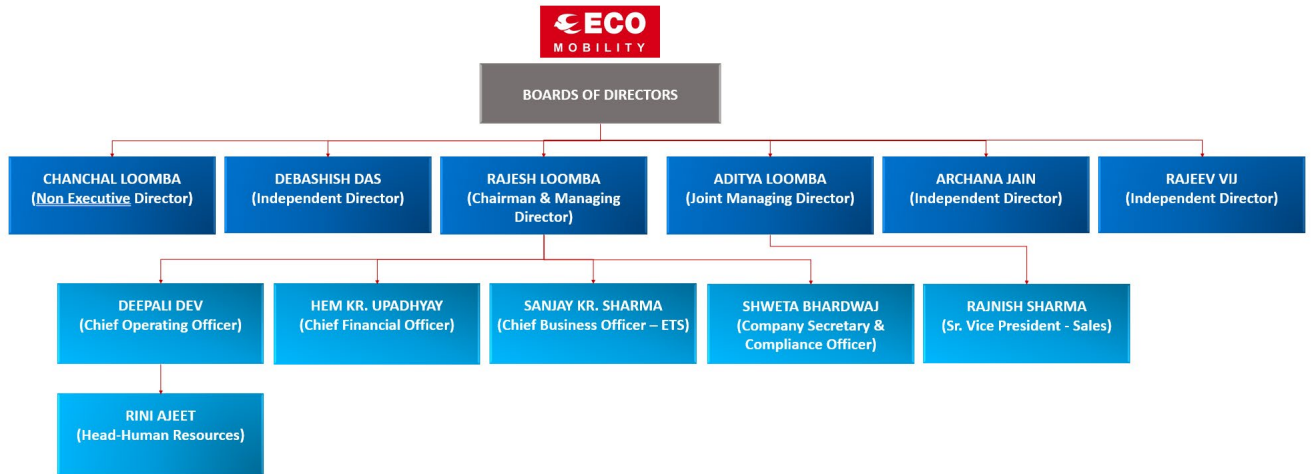 ECO
MOBILITY
BOARDS OF DIRECTORS
CHANCHAL LOOMBA
(Non Executive Director)
DEBASHISH DAS
(Independent Director)
RAJESH LOOMBA
(Chairman & Managing
Director)
ADITYA LOOMBA
(Joint Managing Director)
ARCHANA JAIN
(Independent Director)
RAJEEV VIJ
(Independent Director)
DEEPALI DEV
(Chief Operating Officer)
HEM KR. UPADHYAY
(Chief Financial Officer)
SANJAY KR. SHARMA
(Chief Business Officer – ETS)
SHWETA BHARDWAJ
(Company Secretary &
Compliance Officer)
RAJNISH SHARMA
(Sr. Vice President - Sales)
RINI AJEET
(Head-Human Resources)